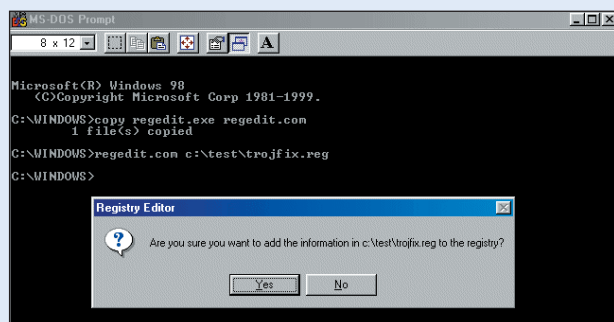 MS-DOS Prompt
8 x 12
A
Microsoft(R) Windows 98
(C)Copyright Microsoft Corp 1981-1999.
C:\WINDOWS>copy regedit.exe regedit.com
1 file(s) copied
C:\WINDOWS>regedit.com c:\test\trojfix.reg
C:\WINDOWS>
Registry Editor
Are you sure you want to add the information in c:\test\trojfix.reg to the registry?
Yes
No